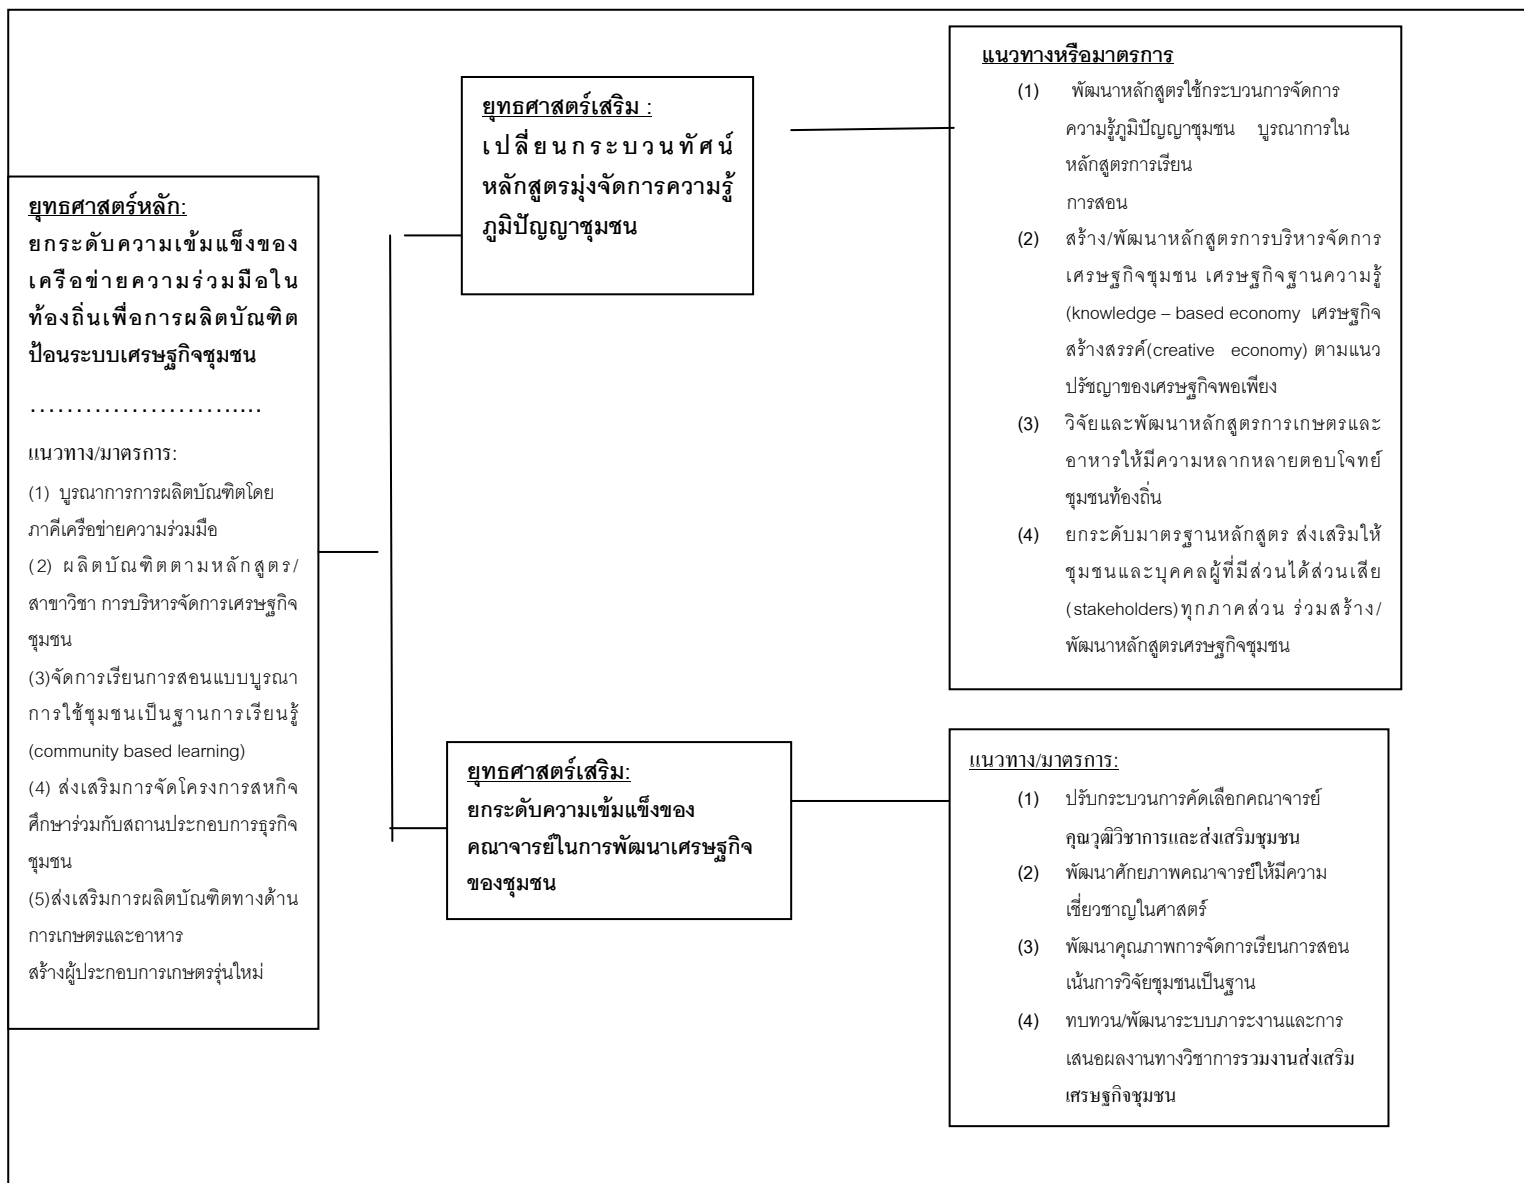 ยุทธศาสตร์หลัก:
ยกระดับความเข้มแข็งของ
เครือข่ายความร่วมมือใน
ท้องถิ่นเพื่อการผลิตบัณฑิต
ป้อนระบบเศรษฐกิจชุมชน
……………………..…
แนวทาง/มาตรการ:
(1) บูรณาการการผลิตบัณฑิตโดย
ภาคีเครือข่ายความร่วมมือ
(2) ผลิตบัณฑิตตามหลักสูตร/
สาขาวิชา การบริหารจัดการเศรษฐกิจ
ชุมชน
(3)จัดการเรียนการสอนแบบบูรณา
การใช้ชุมชนเป็นฐานการเรียนรู้
(community based learning)
(4) ส่งเสริมการจัดโครงการสหกิจ
ศึกษาร่วมกับสถานประกอบการธุรกิจ
ชุมชน
(5)ส่งเสริมการผลิตบัณฑิตทางด้าน
การเกษตรและอาหาร
สร้างผู้ประกอบการเกษตรรุ่นใหม่
ยุทธศาสตร์เสริม :
เปลี่ยนกระบวนทัศน์
หลักสูตรมุ่งจัดการความรู้
ภูมิปัญญาชุมชน
แนวทางหรือมาตรการ
(1) พัฒนาหลักสูตรใช้กระบวนการจัดการ
ความรู้ภูมิปัญญาชุมชน บูรณาการใน
หลักสูตรการเรียน
การสอน
(2) สร้าง/พัฒนาหลักสูตรการบริหารจัดการ
เศรษฐกิจชุมชน เศรษฐกิจฐานความรู้
(knowledge – based economy เศรษฐกิจ
สร้างสรรค์(creative economy) ตามแนว
ปรัชญาของเศรษฐกิจพอเพียง
(3) วิจัยและพัฒนาหลักสูตรการเกษตรและ
อาหารให้มีความหลากหลายตอบโจทย์
ชุมชนท้องถิ่น
(4) ยกระดับมาตรฐานหลักสูตร ส่งเสริมให้
ชุมชนและบุคคลผู้ที่มีส่วนได้ส่วนเสีย
(stakeholders)ทุกภาคส่วน ร่วมสร้าง/
พัฒนาหลักสูตรเศรษฐกิจชุมชน
ยุทธศาสตร์เสริม:
ยกระดับความเข้มแข็งของ
คณาจารย์ในการพัฒนาเศรษฐกิจ
ของชุมชน
แนวทาง/มาตรการ:
(1) ปรับกระบวนการคัดเลือกคณาจารย์
คุณวุฒิวิชาการและส่งเสริมชุมชน
(2) พัฒนาศักยภาพคณาจารย์ให้มีความ
เชี่ยวชาญในศาสตร์
(3) พัฒนาคุณภาพการจัดการเรียนการสอน
เน้นการวิจัยชุมชนเป็นฐาน
(4) ทบทวน/พัฒนาระบบภาระงานและการ
เสนอผลงานทางวิชาการรวมงานส่งเสริม
เศรษฐกิจชุมชน